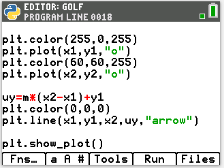 EDITOR: GOLF
PROGRAM LINE 0018
plt.color(255,0,255)
plt.plot(x1,y1,"o")
plt.color(60,60,255)
plt.plot(x2,y2,"o")
uy=m*(x2-x1)+y1
plt.color(0,0,0)
plt.line(x1,y1,x2,uy,"arrow")
plt.show_plot()
Fns… a A # Tools Run Files